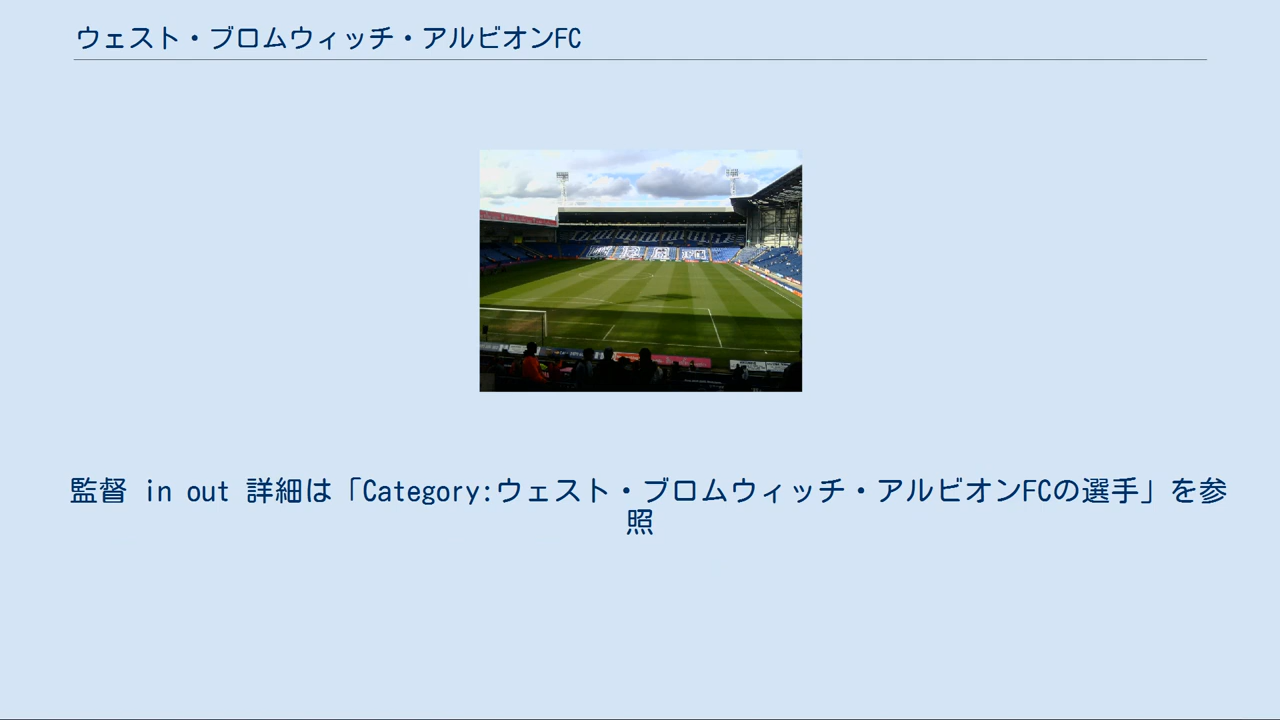 ウェスト・ブロムウィッチ・アルビオンFC
監督 in out 詳細は「Category:ウェスト・ブロムウィッチ・アルビオンFCの選手」を参
照